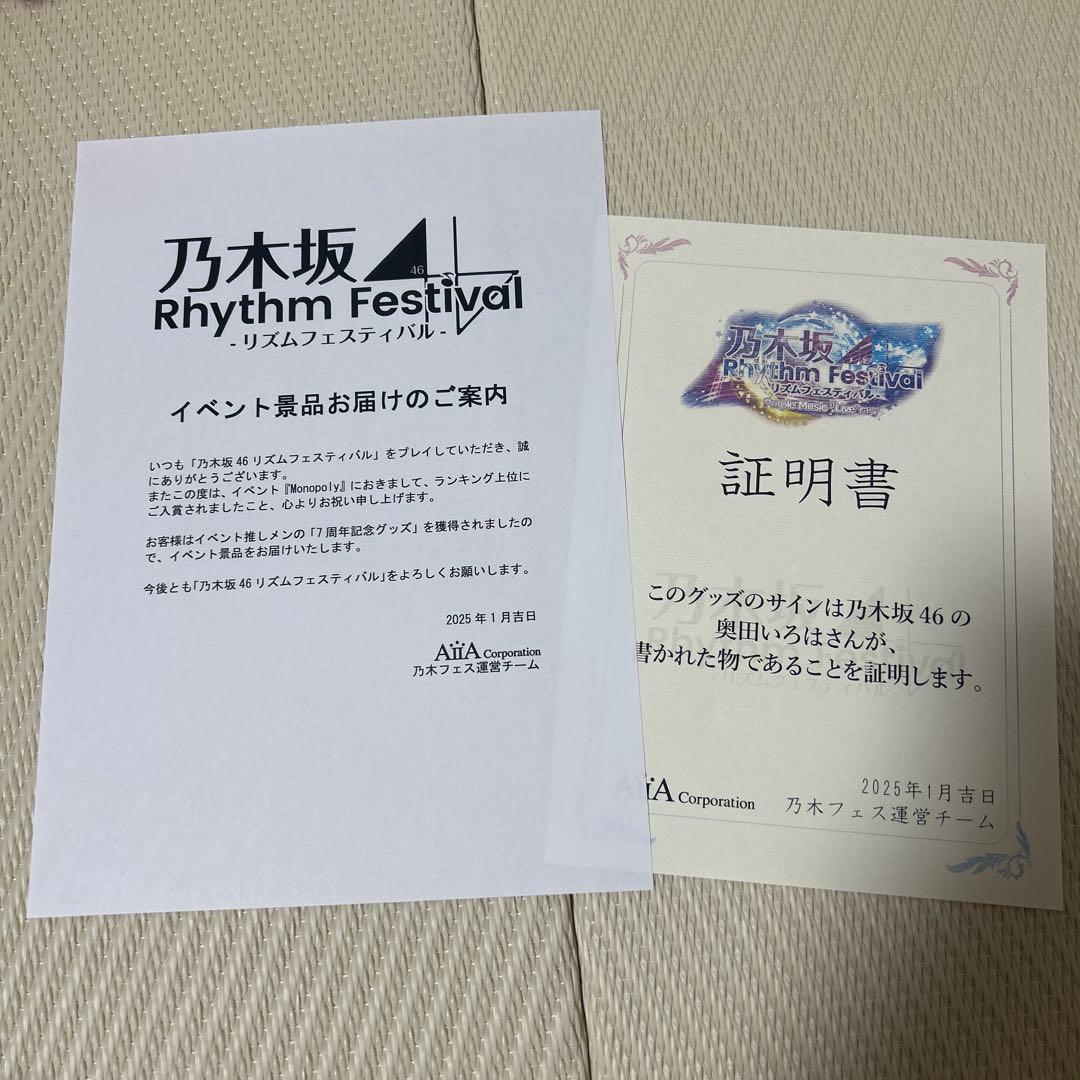 乃木坂46
Rhythm Festival
- リズムフェスティバル -
イベント景品お届けのご案内
いつも「乃木坂46リズムフェスティバル」をプレイしていただき、誠
にありがとうございます。
またこの度は、イベント『Monopoly』におきまして、ランキング上位に
ご入賞されましたこと、心よりお祝い申し上げます。
お客様はイベント推しメンの「7周年記念グッズ」を獲得されましたの
で、イベント景品をお届けいたします。
今後とも「乃木坂46リズムフェスティバル」をよろしくお願いします。
2025年1月吉日
AiiA Corporation
乃木フェス運営チーム
乃木坂46
Rhythm Festival
- リズムフェスティバル -
証明書
このグッズのサインは乃木坂46の
奥田いろはさんが、
書かれた物であることを証明します。
2025年1月吉日
AiiA Corporation
乃木フェス運営チーム